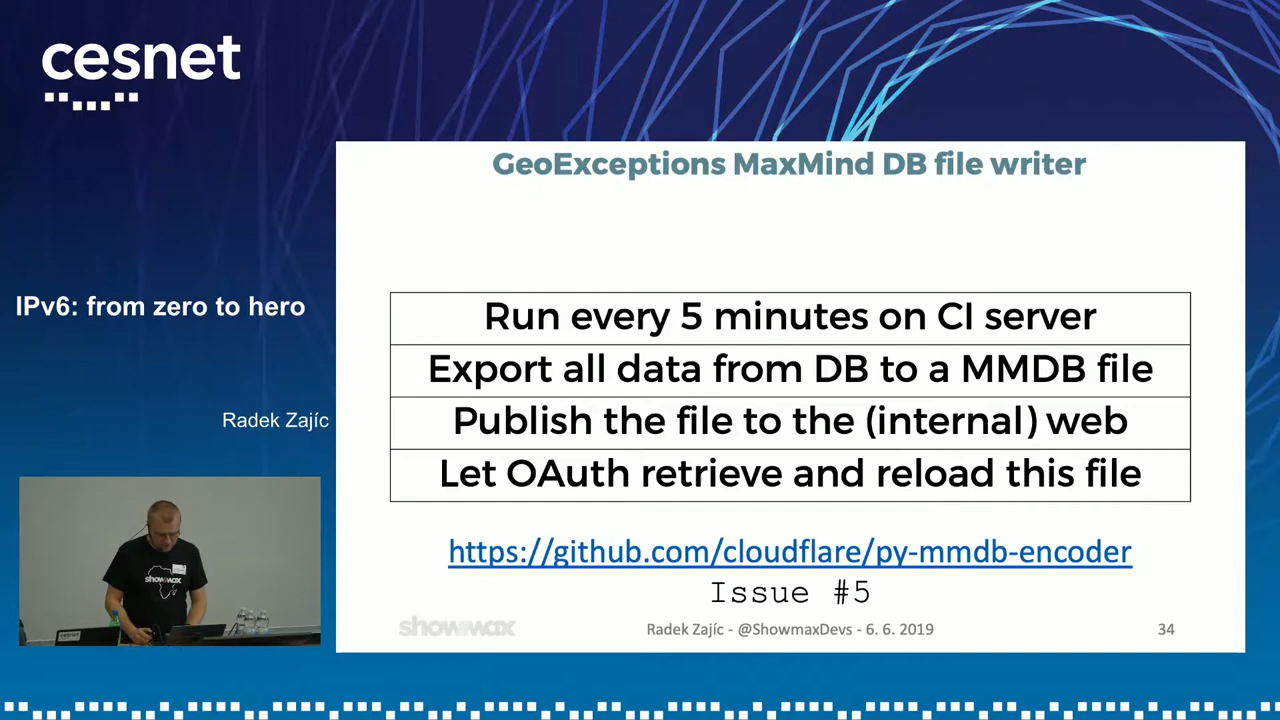 cesnet
GeoExceptions MaxMind DB file writer
IPv6: from zero to hero
Run every 5 minutes on CI server
Export all data from DB to a MMDB file
Radek Zajíc
Publish the file to the (internal) web
Let OAuth retrieve and reload this file
https://github.com/cloudflare/py-mmdb-encoder
Issue #5
showmax
showmax
Radek Zajíc - @ShowmaxDevs - 6. 6. 2019
34
cesnet